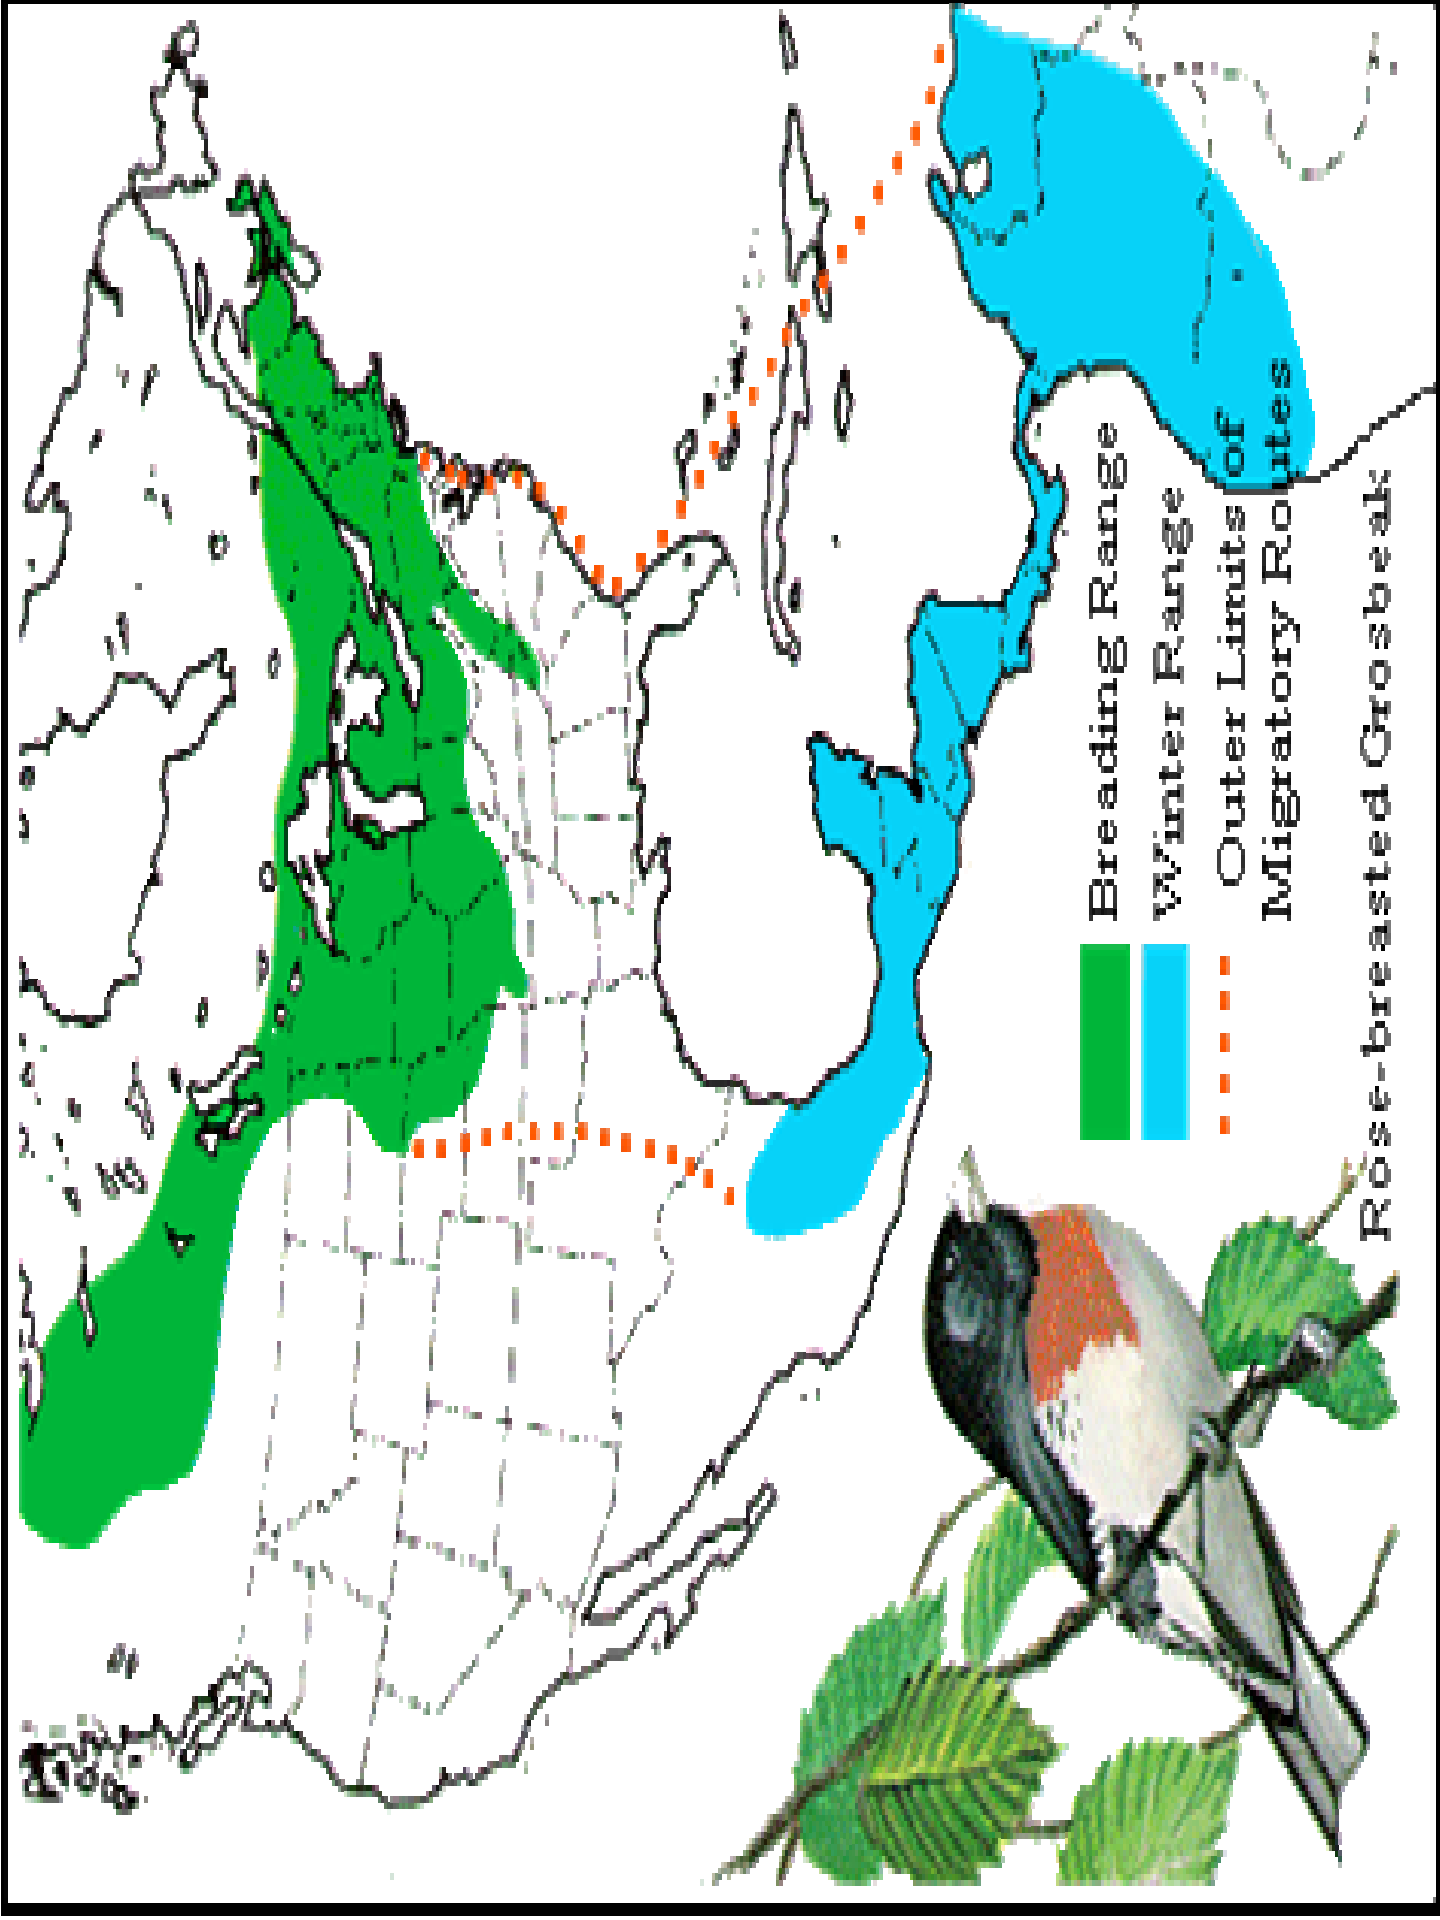 Breading Range
Winter Range
Outer Limits of
Migratory Routes
Rose-breasted Grosbeak